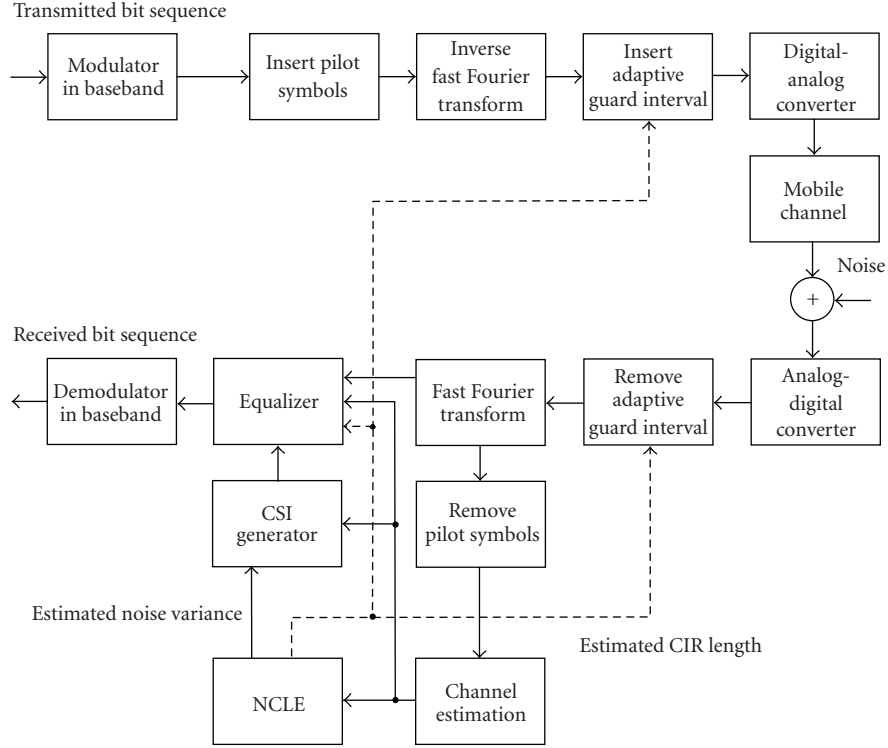 Transmitted bit sequence
Modulator
in baseband
Insert pilot
symbols
Inverse
fast Fourier
transform
Insert
adaptive
guard interval
Digital-
analog
converter
Mobile
channel
Noise
+
Received bit sequence
Demodulator
in baseband
Equalizer
Fast Fourier
transform
Remove
adaptive
guard interval
Analog-
digital
converter
CSI
generator
Remove
pilot symbols
Estimated noise variance
Estimated CIR length
NCLE
Channel
estimation